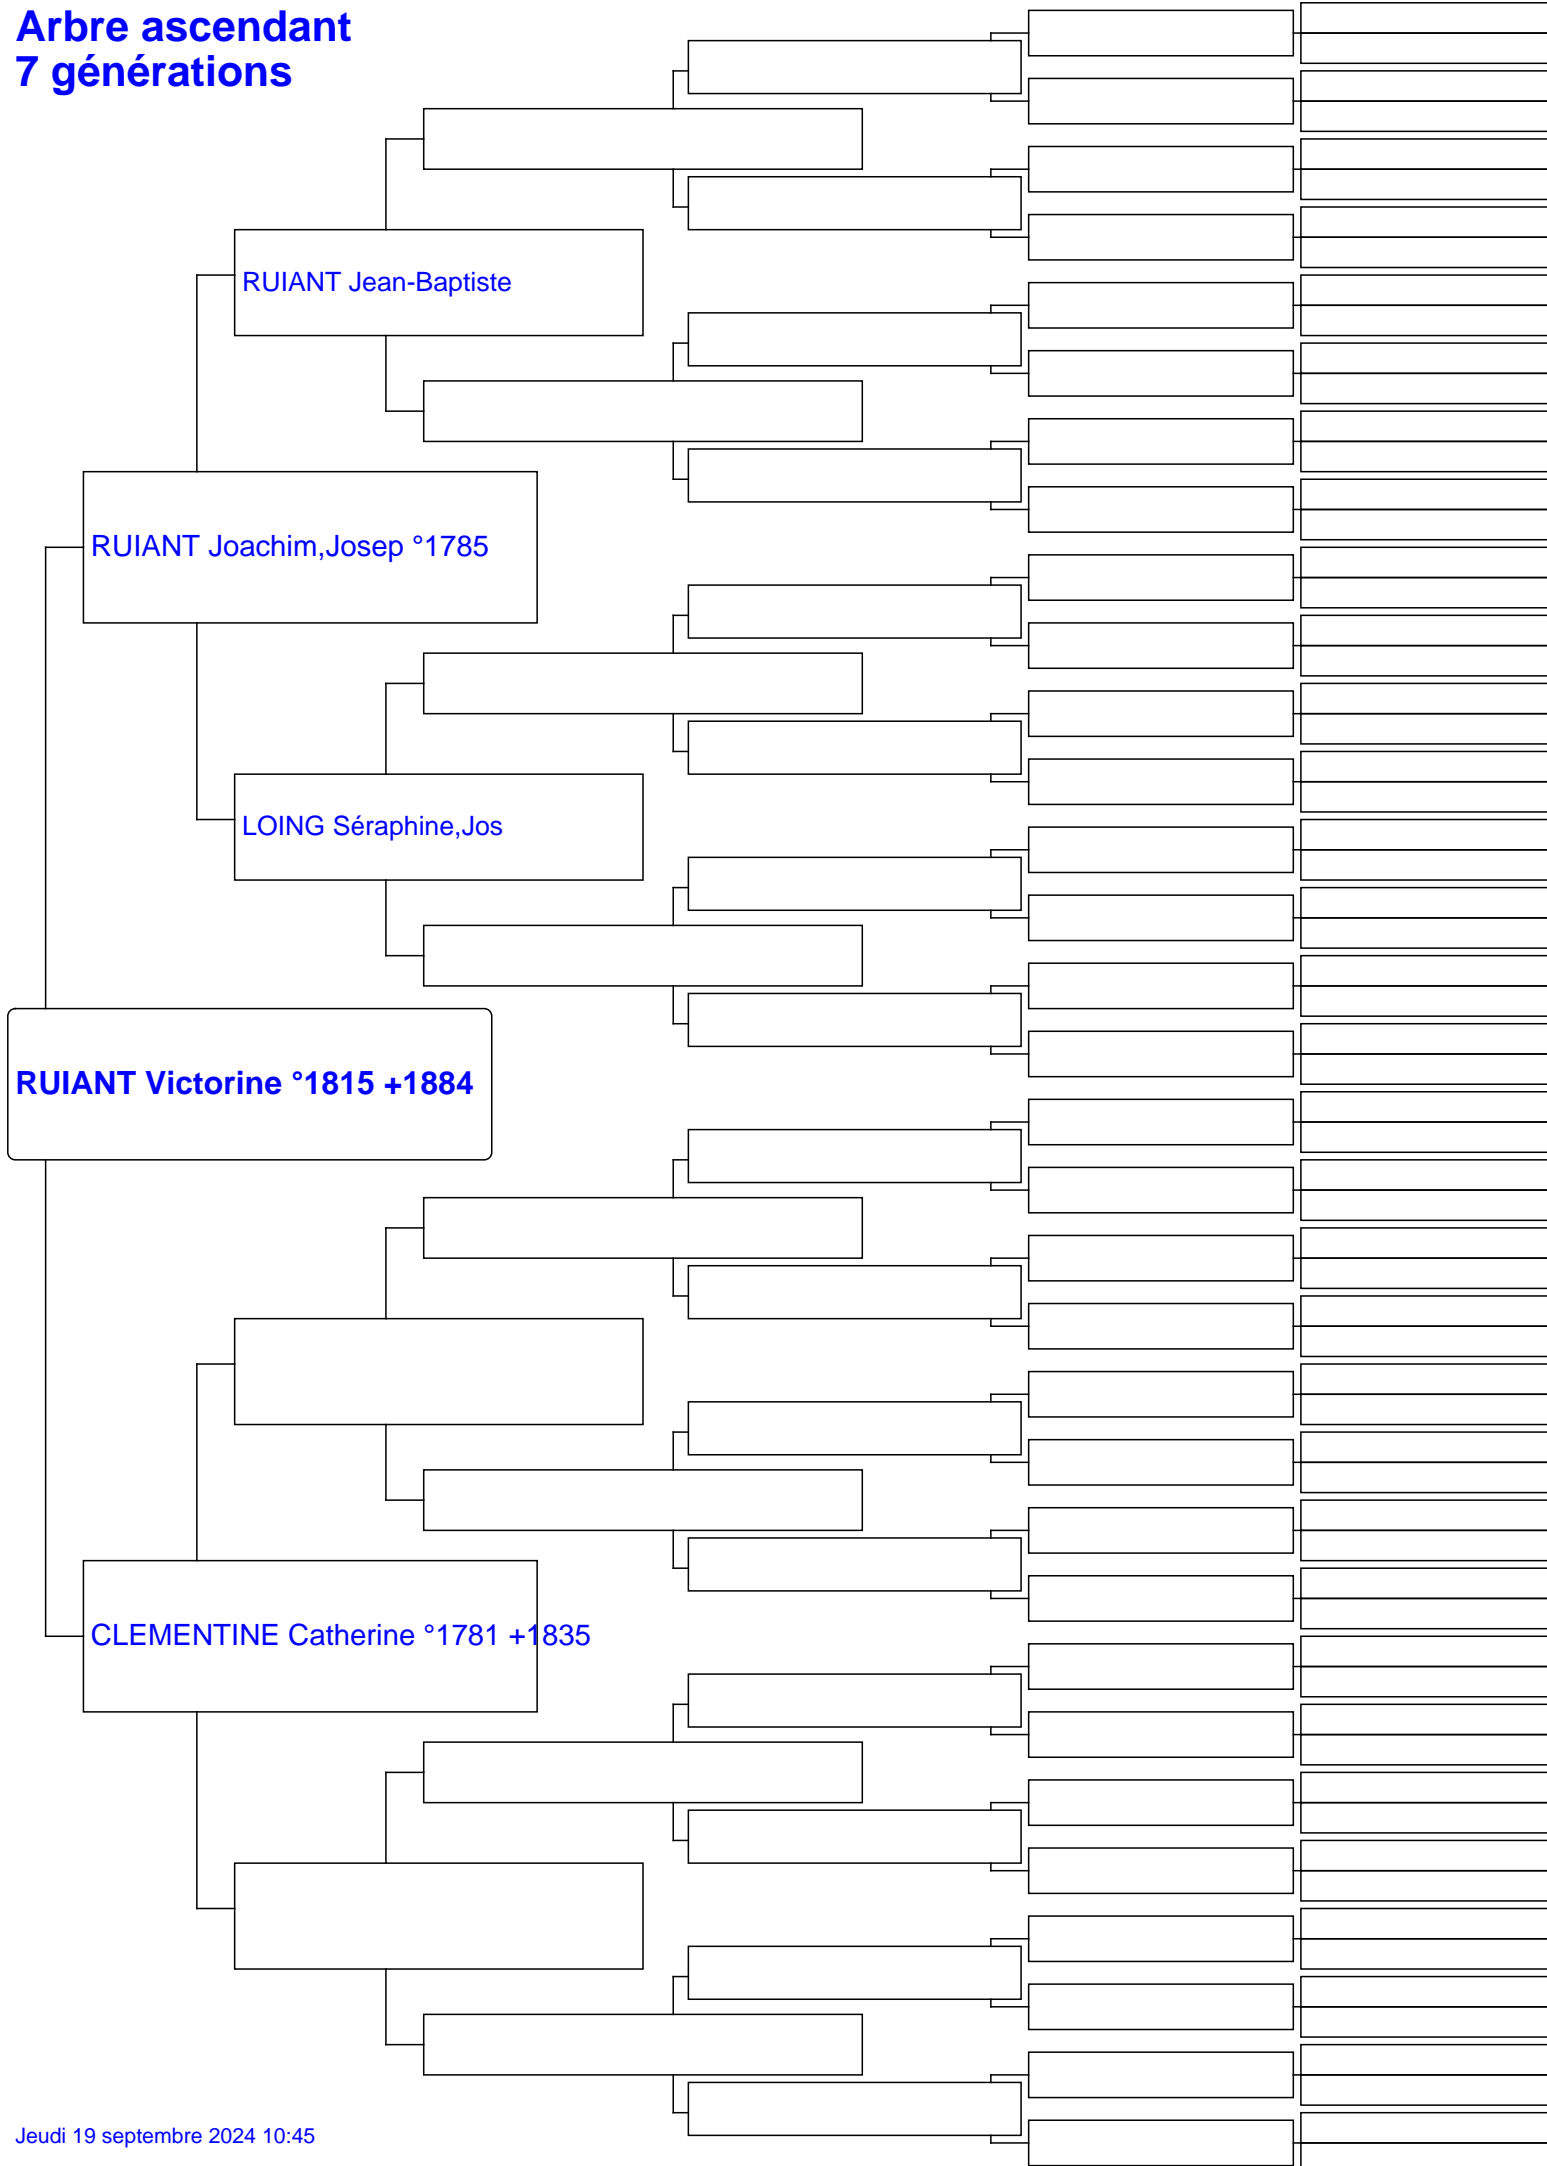 Arbre ascendant
7 générations
RUIANT Jean-Baptiste
RUIANT Joachim,Josep °1785
LOING Séraphine,Jos
RUIANT Victorine °1815 +1884
CLEMENTINE Catherine °1781 +1835
Jeudi 19 septembre 2024 10:45